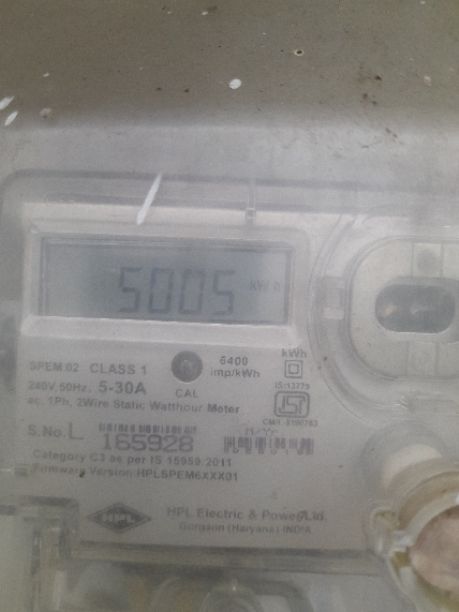 5005 kWh
SPEM.02 CLASS 1
240V, 50Hz. 5-30A
ac. 1Ph, 2Wire Static Watthour Meter
CAL
6400
imp/kWh
kWh
IS:13779
ISI
S.No. L 165928
Category C3 as per IS 15959:2011
Firmware Version:HPLSPEM6XXX01
HPL
HPL Electric & Power Ltd.
Gurgaon (Haryana) INDIA